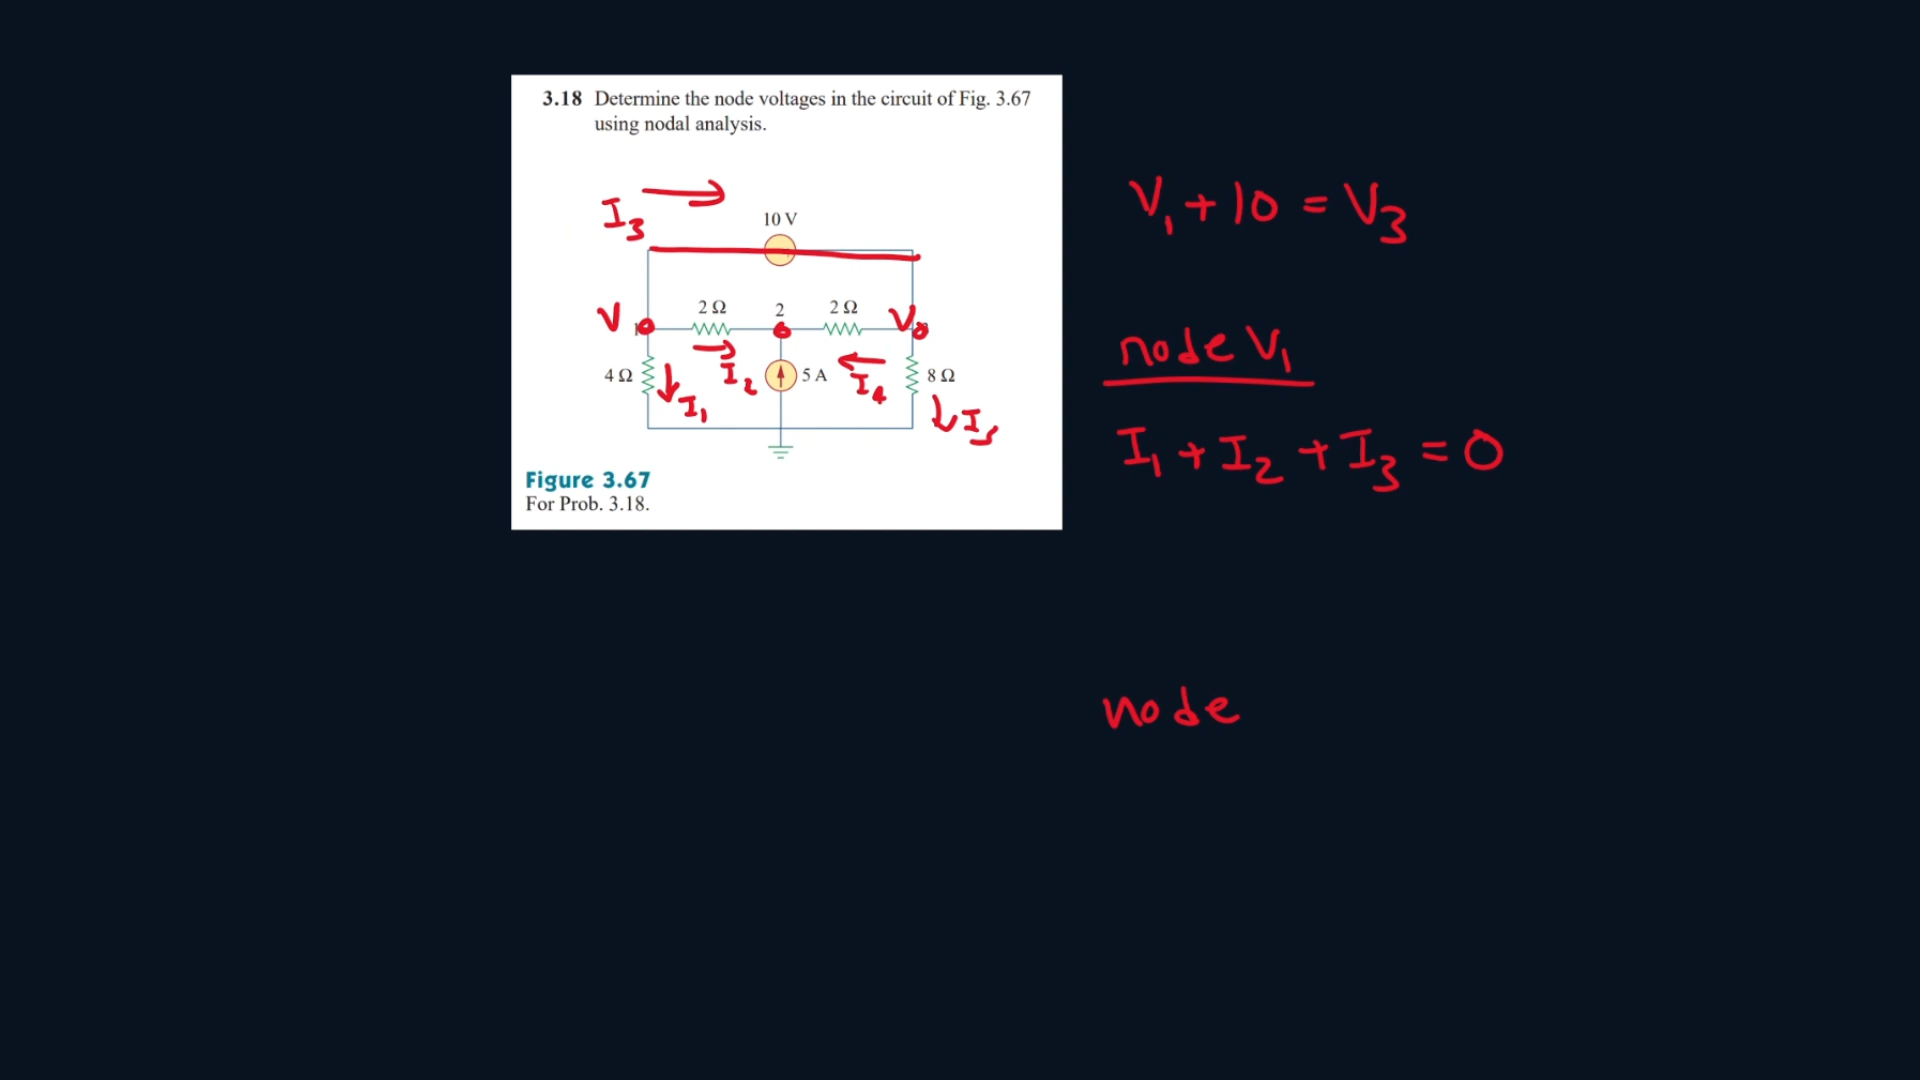 3.18 Determine the node voltages in the circuit of Fig. 3.67
using nodal analysis.
I3
10 V
V
2 Ω
2
2 Ω
V
4 Ω
I1
I2
5 A
I4
8 Ω
I5
Figure 3.67
For Prob. 3.18.
V1 + 10 = V3
node V1
I1 + I2 + I3 = 0
node